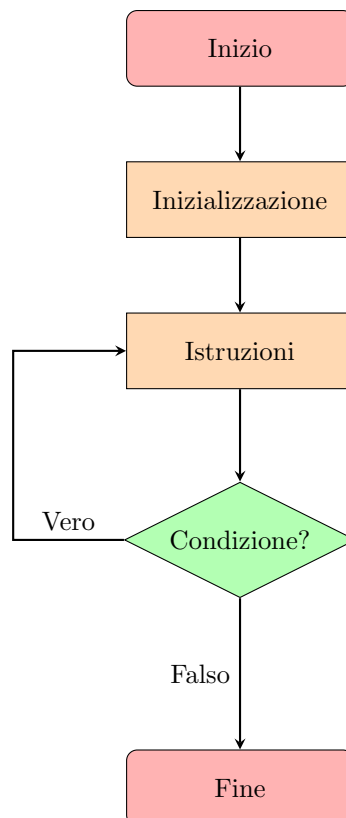 Inizio
Inizializzazione
Istruzioni
Vero
Condizione?
Falso
Fine